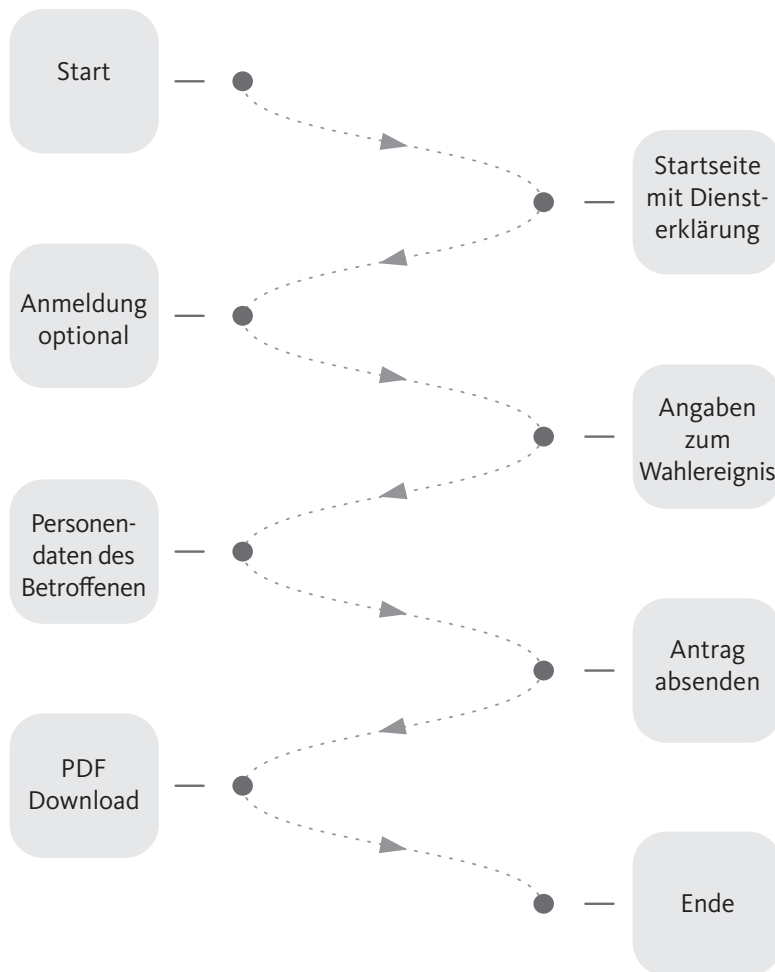 Start
Startseite
mit Dienst-
erklärung
Anmeldung
optional
Angaben
zum
Wahlereignis
Personen-
daten des
Betroffenen
Antrag
absenden
PDF
Download
Ende